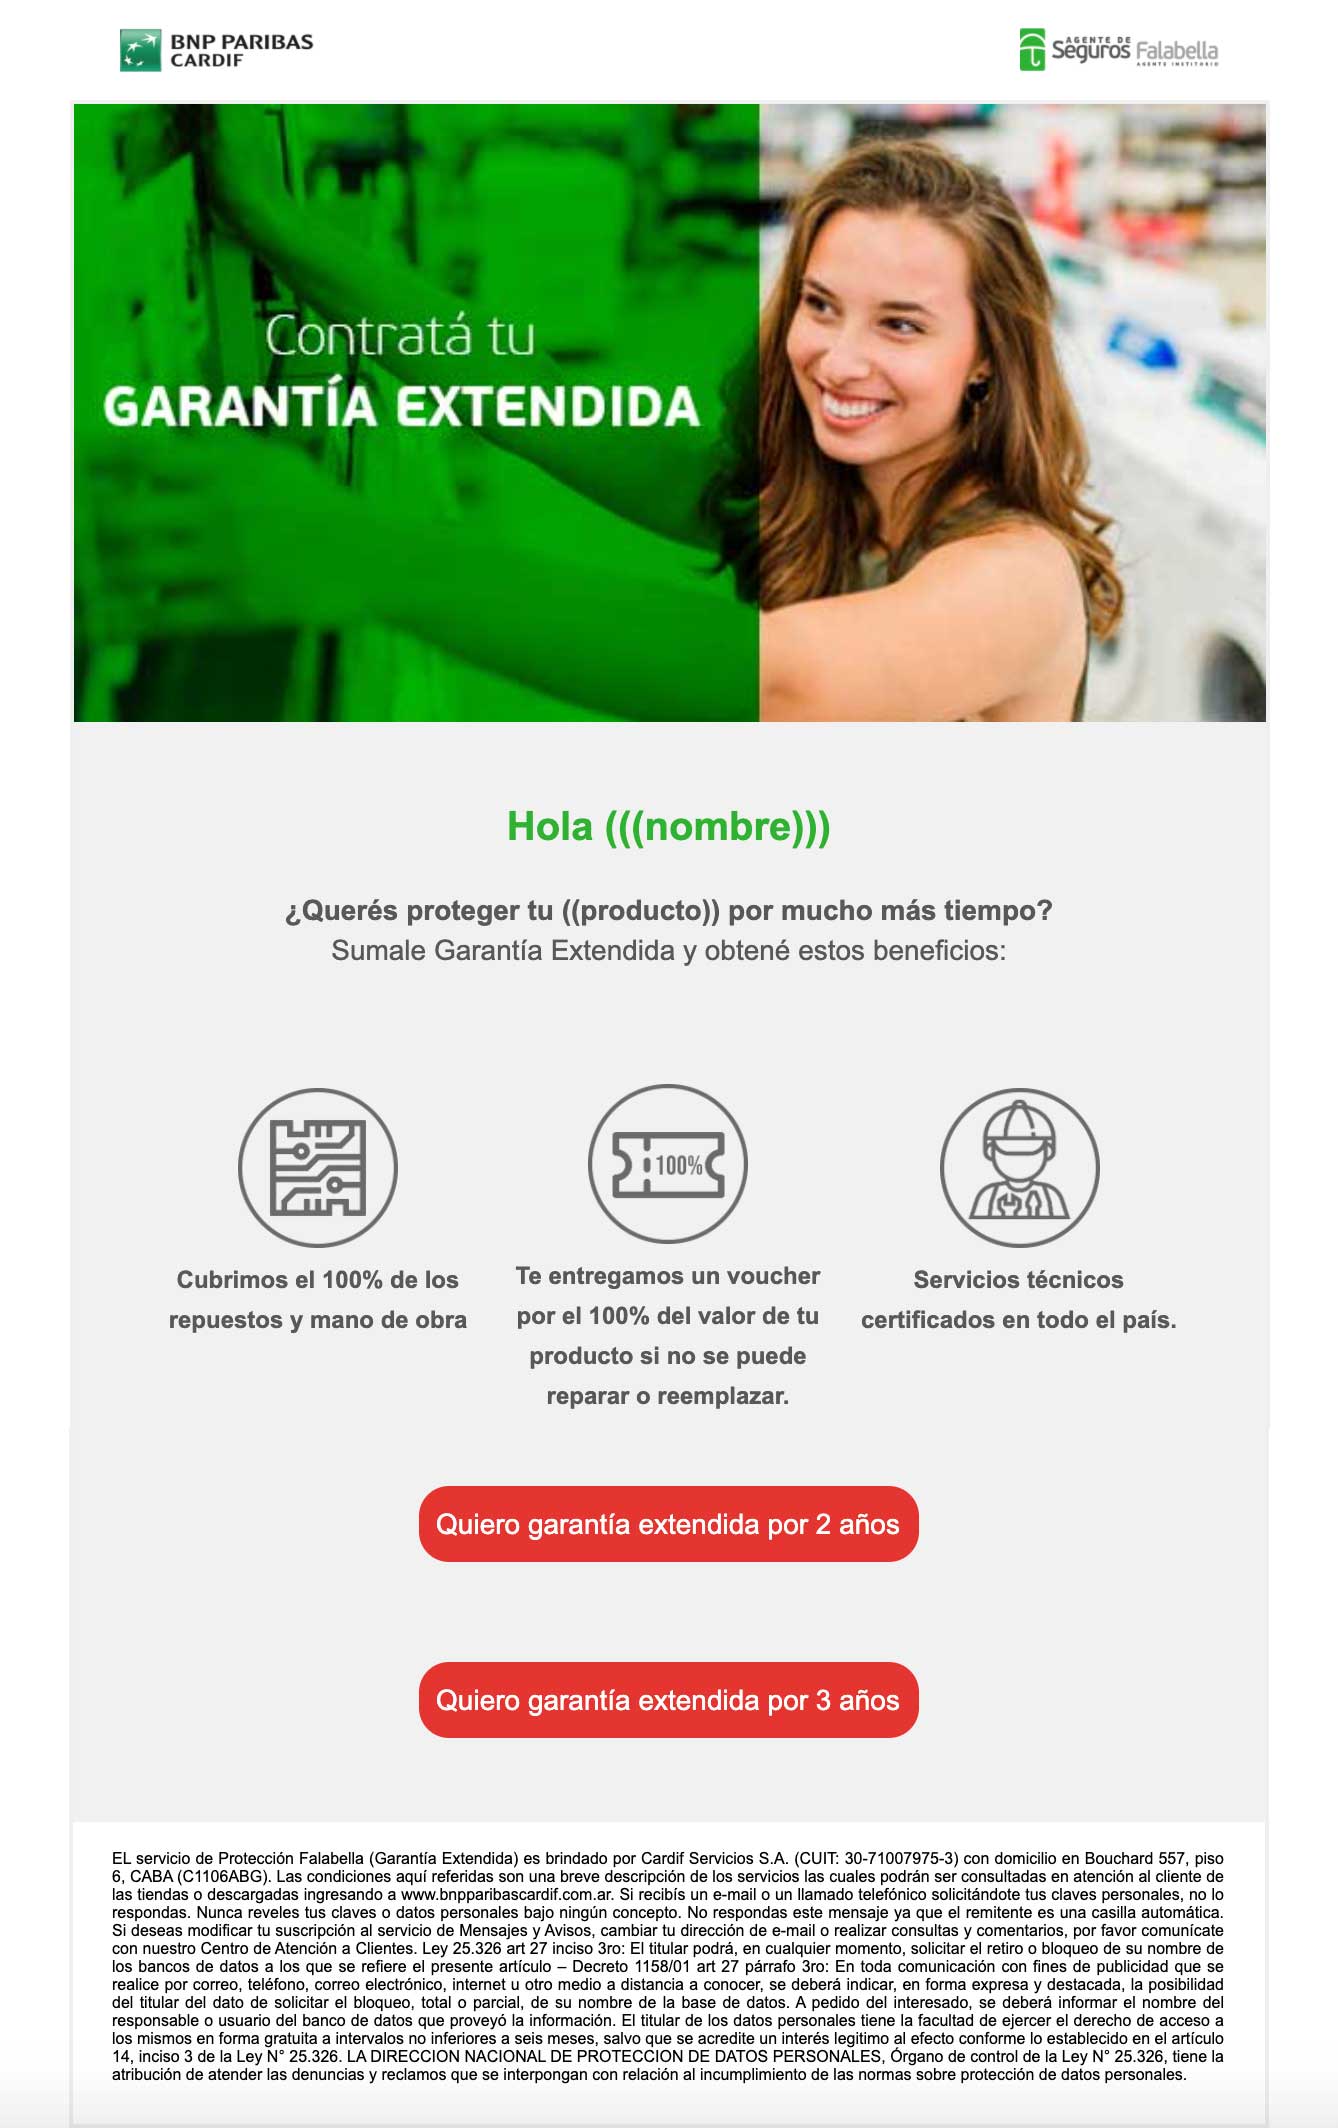 BNP PARIBAS
CARDIF
AGENTE DE
Seguros Falabella
AGENTE INSTITORIO
Contratá tu
GARANTÍA EXTENDIDA
Hola (((nombre)))
¿Querés proteger tu ((producto)) por mucho más tiempo?
Sumale Garantía Extendida y obtené estos beneficios:
100%
Cubrimos el 100% de los
repuestos y mano de obra
Te entregamos un voucher
por el 100% del valor de tu
producto si no se puede
reparar o reemplazar.
Servicios técnicos
certificados en todo el país.
Quiero garantía extendida por 2 años
Quiero garantía extendida por 3 años
EL servicio de Protección Falabella (Garantía Extendida) es brindado por Cardif Servicios S.A. (CUIT: 30-71007975-3) con domicilio en Bouchard 557, piso
6, CABA (C1106ABG). Las condiciones aquí referidas son una breve descripción de los servicios las cuales podrán ser consultadas en atención al cliente de
las tiendas o descargadas ingresando a www.bnpparibascardif.com.ar. Si recibís un e-mail o un llamado telefónico solicitándote tus claves personales, no lo
respondas. Nunca reveles tus claves o datos personales bajo ningún concepto. No respondas este mensaje ya que el remitente es una casilla automática.
Si deseas modificar tu suscripción al servicio de Mensajes y Avisos, cambiar tu dirección de e-mail o realizar consultas y comentarios, por favor comunícate
con nuestro Centro de Atención a Clientes. Ley 25.326 art 27 inciso 3ro: El titular podrá, en cualquier momento, solicitar el retiro o bloqueo de su nombre de
los bancos de datos a los que se refiere el presente artículo – Decreto 1158/01 art 27 párrafo 3ro: En toda comunicación con fines de publicidad que se
realice por correo, teléfono, correo electrónico, internet u otro medio a distancia a conocer, se deberá indicar, en forma expresa y destacada, la posibilidad
del titular del dato de solicitar el bloqueo, total o parcial, de su nombre de la base de datos. A pedido del interesado, se deberá informar el nombre del
responsable o usuario del banco de datos que proveyó la información. El titular de los datos personales tiene la facultad de ejercer el derecho de acceso a
los mismos en forma gratuita a intervalos no inferiores a seis meses, salvo que se acredite un interés legitimo al efecto conforme lo establecido en el artículo
14, inciso 3 de la Ley N° 25.326. LA DIRECCION NACIONAL DE PROTECCION DE DATOS PERSONALES, Órgano de control de la Ley N° 25.326, tiene la
atribución de atender las denuncias y reclamos que se interpongan con relación al incumplimiento de las normas sobre protección de datos personales.